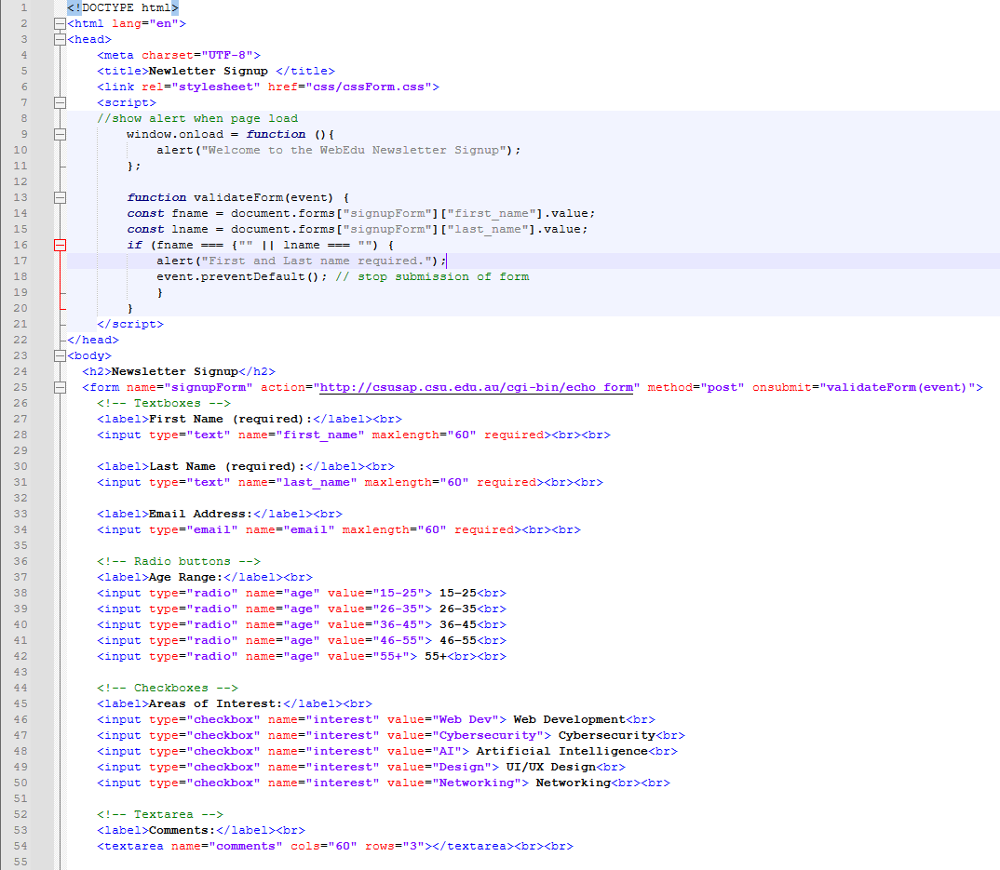 1 <!DOCTYPE html>
2 <html lang="en">
3 <head>
4 <meta charset="UTF-8">
5 <title>Newletter Signup </title>
6 <link rel="stylesheet" href="css/cssForm.css">
7 <script>
8 //show alert when page load
9 window.onload = function (){
10 alert("Welcome to the WebEdu Newsletter Signup");
11 };
12
13 function validateForm(event) {
14 const fname = document.forms["signupForm"]["first_name"].value;
15 const lname = document.forms["signupForm"]["last_name"].value;
16 if (fname === {"" || lname === "") {
17 alert("First and Last name required.");
18 event.preventDefault(); // stop submission of form
19 }
20 }
21 </script>
22 </head>
23 <body>
24 <h2>Newsletter Signup</h2>
25 <form name="signupForm" action="http://csusap.csu.edu.au/cgi-bin/echo_form" method="post" onsubmit="validateForm(event)">
26 <!-- Textboxes -->
27 <label>First Name (required):</label><br>
28 <input type="text" name="first_name" maxlength="60" required><br><br>
29
30 <label>Last Name (required):</label><br>
31 <input type="text" name="last_name" maxlength="60" required><br><br>
32
33 <label>Email Address:</label><br>
34 <input type="email" name="email" maxlength="60" required><br><br>
35
36 <!-- Radio buttons -->
37 <label>Age Range:</label><br>
38 <input type="radio" name="age" value="15-25"> 15-25<br>
39 <input type="radio" name="age" value="26-35"> 26-35<br>
40 <input type="radio" name="age" value="36-45"> 36-45<br>
41 <input type="radio" name="age" value="46-55"> 46-55<br>
42 <input type="radio" name="age" value="55+"> 55+<br><br>
43
44 <!-- Checkboxes -->
45 <label>Areas of Interest:</label><br>
46 <input type="checkbox" name="interest" value="Web Dev"> Web Development<br>
47 <input type="checkbox" name="interest" value="Cybersecurity"> Cybersecurity<br>
48 <input type="checkbox" name="interest" value="AI"> Artificial Intelligence<br>
49 <input type="checkbox" name="interest" value="Design"> UI/UX Design<br>
50 <input type="checkbox" name="interest" value="Networking"> Networking<br><br>
51
52 <!-- Textarea -->
53 <label>Comments:</label><br>
54 <textarea name="comments" cols="60" rows="3"></textarea><br><br>
55